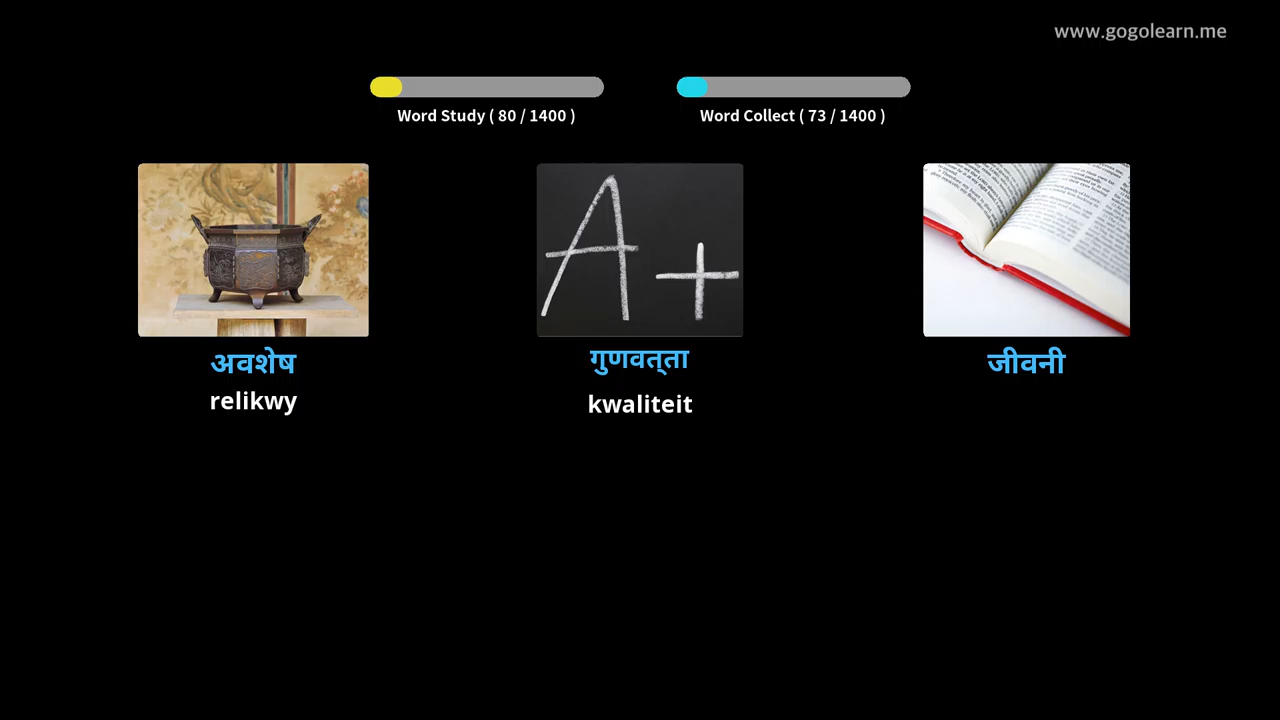 www.gogolearn.me
Word Study ( 80 / 1400 )
Word Collect ( 73 / 1400 )
A+
अवशेष
गुणवत्ता
जीवनी
relikwy
kwaliteit